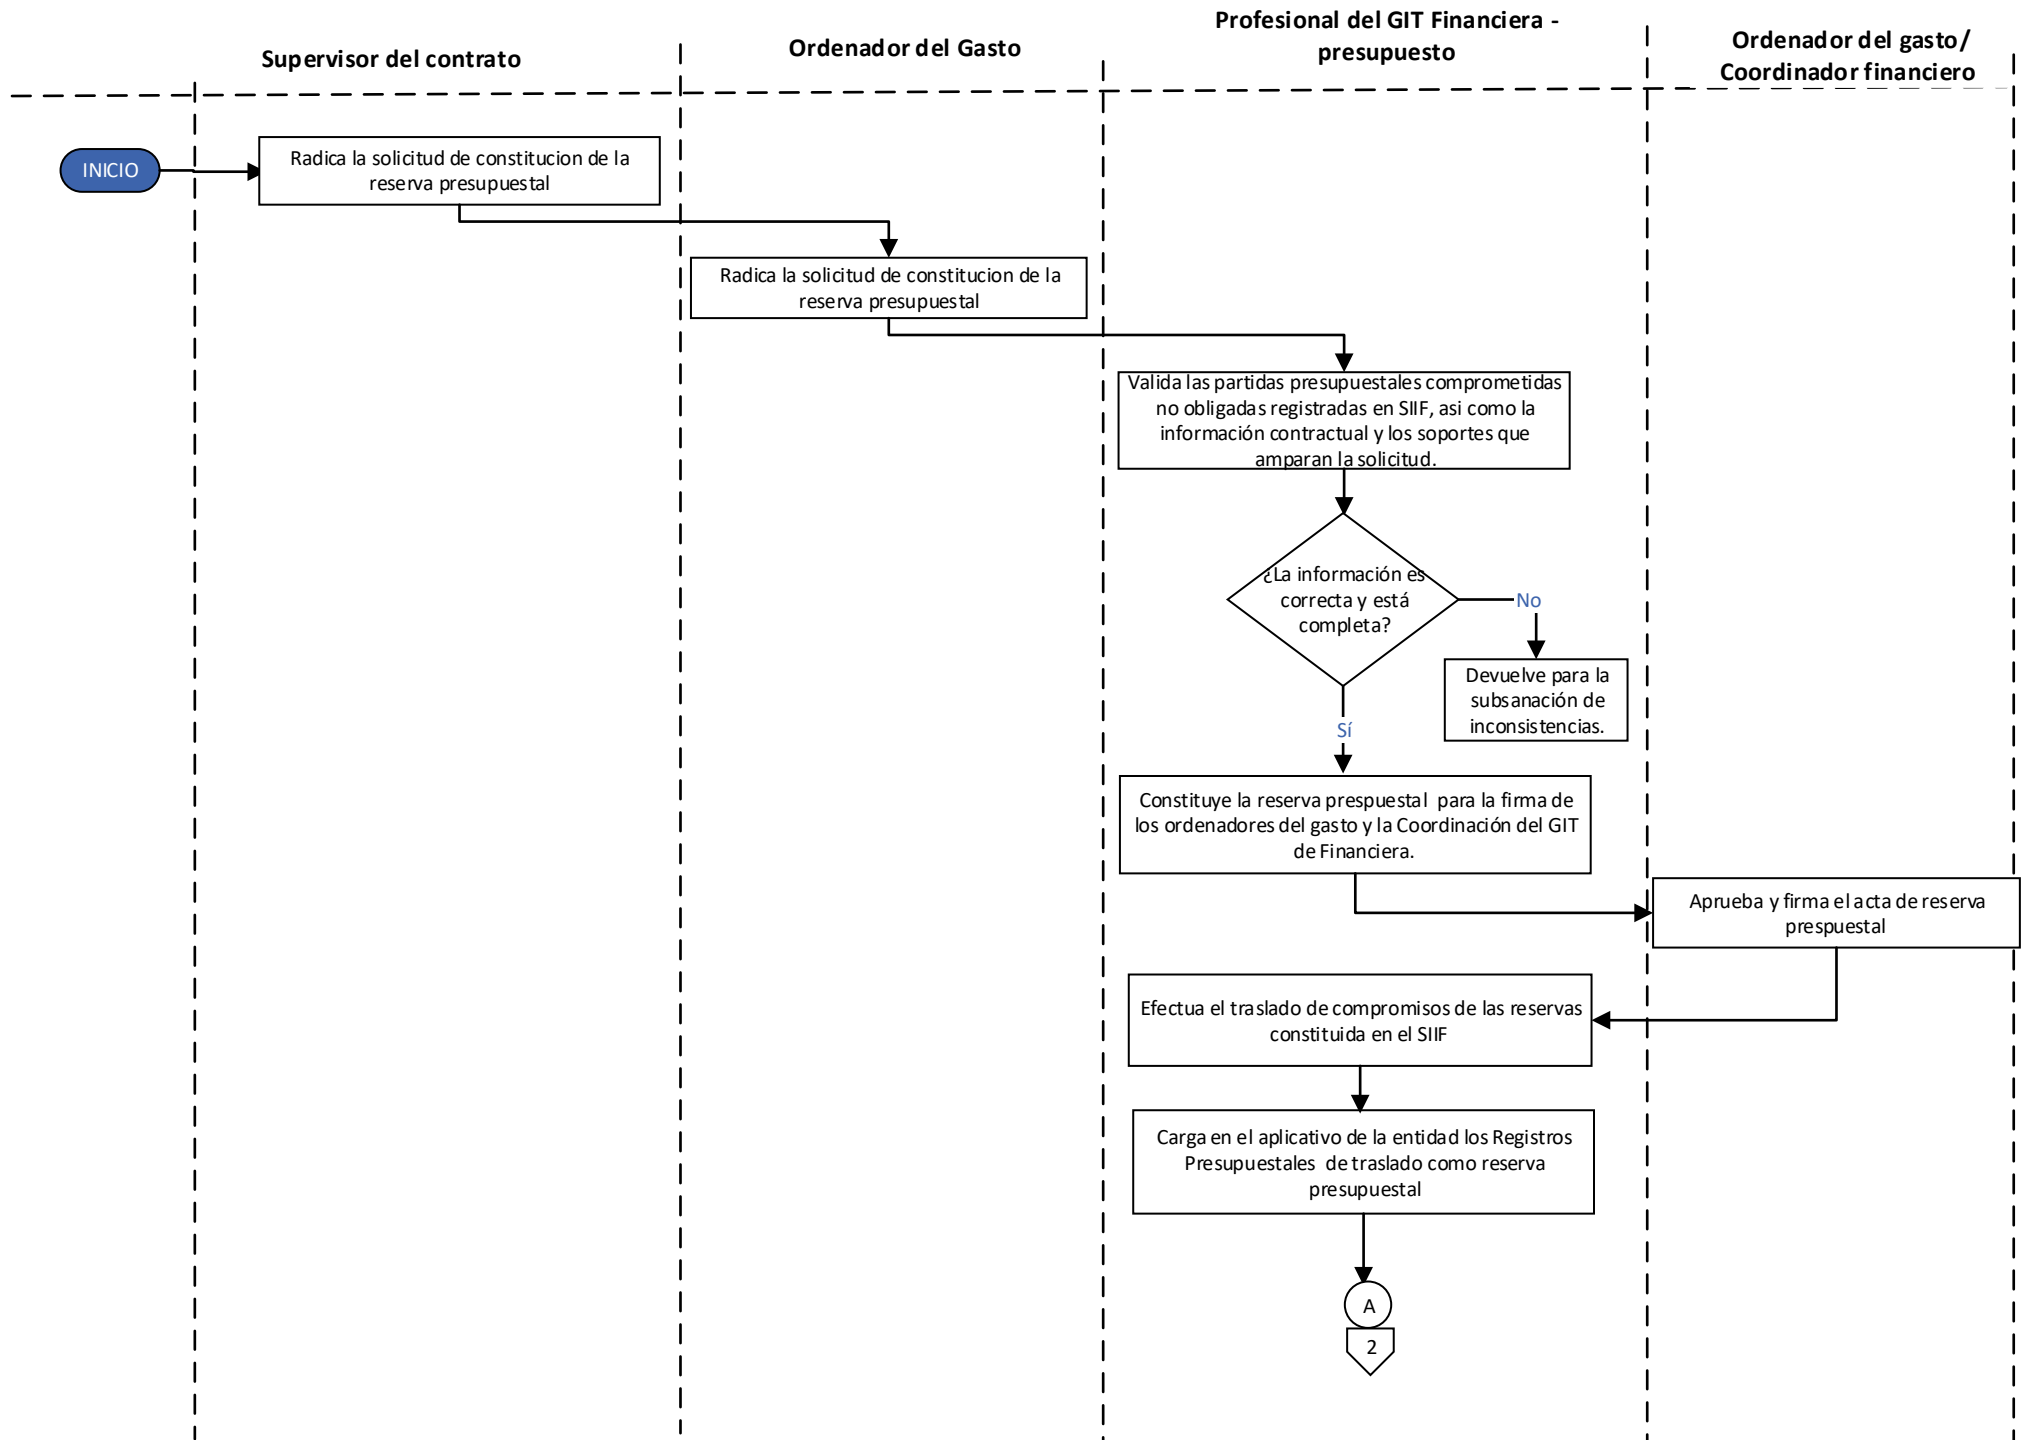 Supervisor del contrato
Ordenador del Gasto
Profesional del GIT Financiera -
presupuesto
Ordenador del gasto/
Coordinador financiero
INICIO
Radica la solicitud de constitucion de la
reserva presupuestal
Radica la solicitud de constitucion de la
reserva presupuestal
Valida las partidas presupuestales comprometidas
no obligadas registradas en SIIF, asi como la
información contractual y los soportes que
amparan la solicitud.
¿La información es
correcta y está
completa?
No
Devuelve para la
subsanación de
inconsistencias.
Sí
Constituye la reserva prespuestal  para la firma de
los ordenadores del gasto y la Coordinación del GIT
de Financiera.
Aprueba y firma el acta de reserva
prespuestal
Efectua el traslado de compromisos de las reservas
constituida en el SIIF
Carga en el aplicativo de la entidad los Registros
Presupuestales  de traslado como reserva
presupuestal
A
2